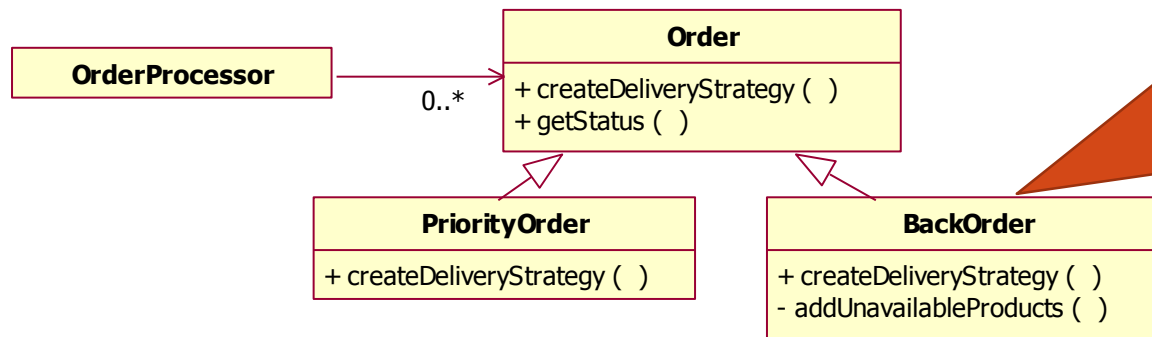 Order
OrderProcessor
+ createDeliveryStrategy ( )
0..*
+ getStatus ( )
PriorityOrder
BackOrder
+ createDeliveryStrategy ( )
+ createDeliveryStrategy ( )
- addUnavailableProducts ( )